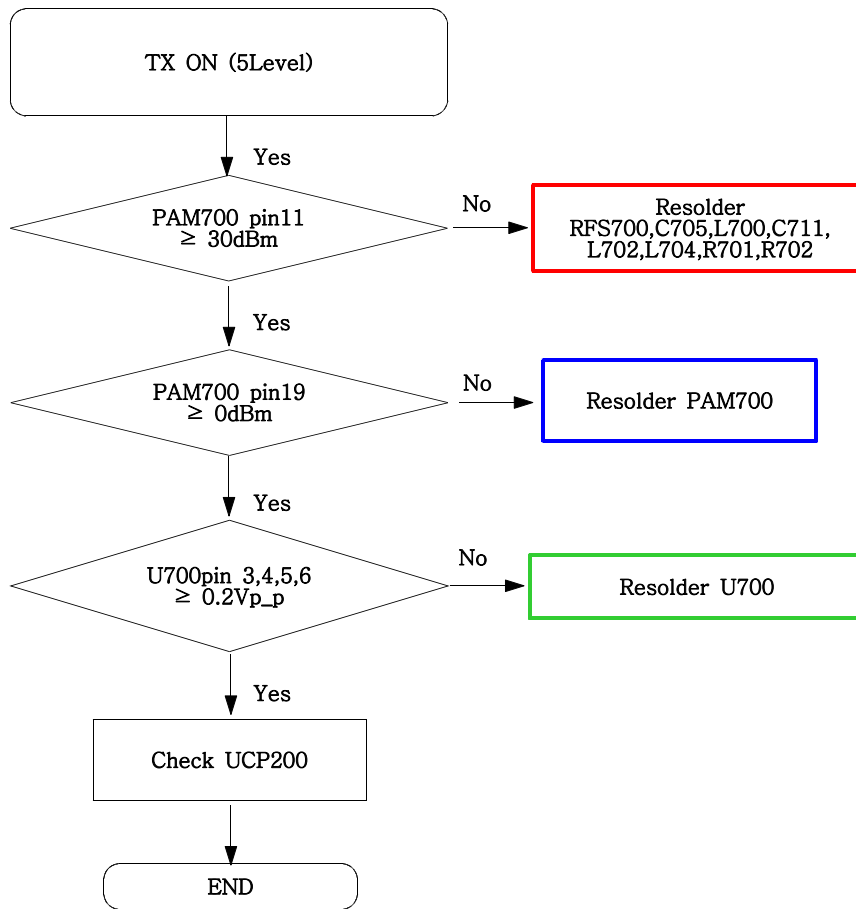 TX ON (5Level)
Yes
PAM700 pin11
≥ 30dBm
No
Resolder
RFS700,C705,L700,C711,
L702,L704,R701,R702
Yes
PAM700 pin19
≥ 0dBm
No
Resolder PAM700
Yes
U700pin 3,4,5,6
≥ 0.2Vp_p
No
Resolder U700
Yes
Check UCP200
END